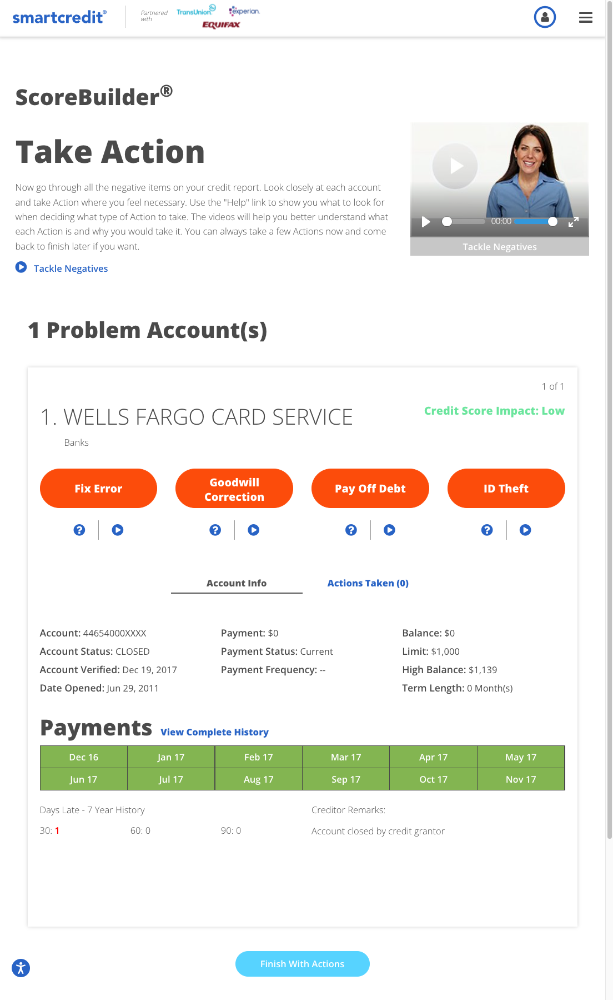 smartcredit®
Partnered with
TransUnion
experian.
EQUIFAX
ScoreBuilder®
Take Action
Now go through all the negative items on your credit report. Look closely at each account
and take Action where you feel necessary. Use the "Help" link to show you what to look for
when deciding what type of Action to take. The videos will help you better understand what
each Action is and why you would take it. You can always take a few Actions now and come
back to finish later if you want.
Tackle Negatives
00:00
Tackle Negatives
1 Problem Account(s)
1 of 1
1. WELLS FARGO CARD SERVICE
Credit Score Impact: Low
Banks
Fix Error
Goodwill
Correction
Pay Off Debt
ID Theft
Account Info
Actions Taken (0)
Account: 44654000XXXX
Payment: $0
Balance: $0
Account Status: CLOSED
Payment Status: Current
Limit: $1,000
Account Verified: Dec 19, 2017
Payment Frequency: --
High Balance: $1,139
Date Opened: Jun 29, 2011
Term Length: 0 Month(s)
Payments View Complete History
Dec 16 Jan 17 Feb 17 Mar 17 Apr 17 May 17
Jun 17 Jul 17 Aug 17 Sep 17 Oct 17 Nov 17
Days Late - 7 Year History
Creditor Remarks:
30: 1 60: 0 90: 0
Account closed by credit grantor
Finish With Actions